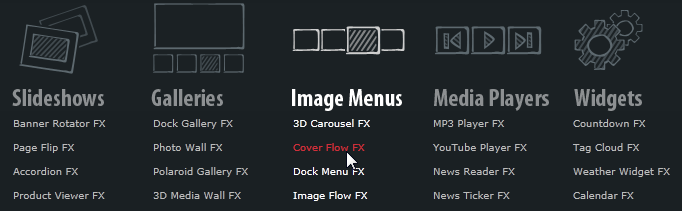 Slideshows
Banner Rotator FX
Page Flip FX
Accordion FX
Product Viewer FX
Galleries
Dock Gallery FX
Photo Wall FX
Polaroid Gallery FX
3D Media Wall FX
Image Menus
3D Carousel FX
Cover Flow FX
Dock Menu FX
Image Flow FX
Media Players
MP3 Player FX
YouTube Player FX
News Reader FX
News Ticker FX
Widgets
Countdown FX
Tag Cloud FX
Weather Widget FX
Calendar FX